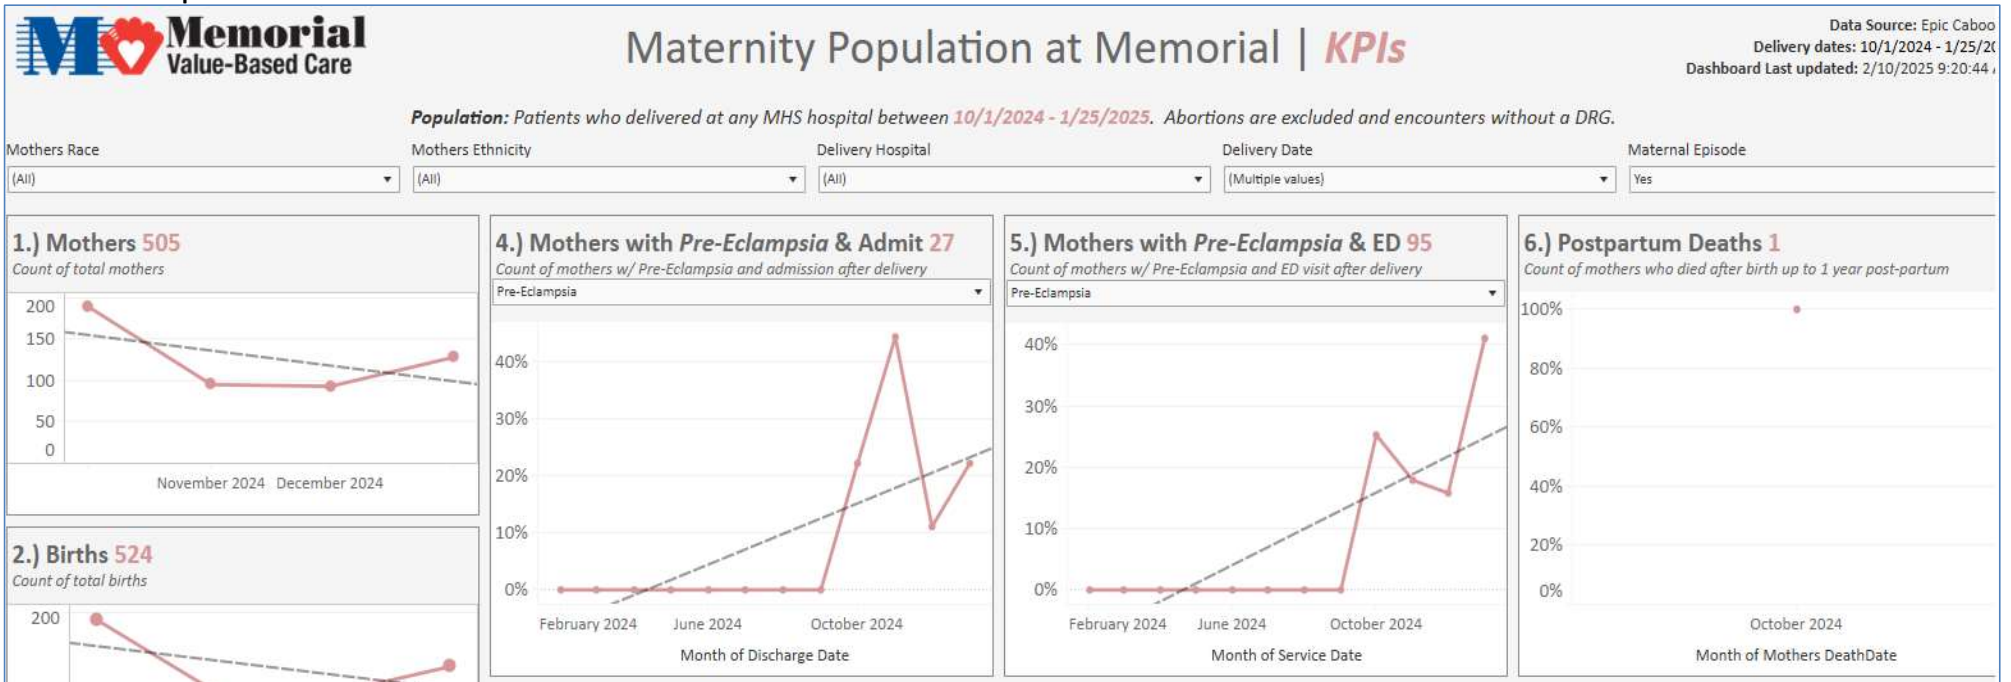 Memorial
Value-Based Care
Maternity Population at Memorial | KPIs
Data Source: Epic Caboo
Delivery dates: 10/1/2024 - 1/25/20
Dashboard Last updated: 2/10/2025 9:20:44
Population: Patients who delivered at any MHS hospital between 10/1/2024 - 1/25/2025. Abortions are excluded and encounters without a DRG.
Mothers Race
Mothers Ethnicity
Delivery Hospital
Delivery Date
Maternal Episode
(All)
(All)
(All)
(Multiple values)
Yes
1.) Mothers 505
Count of total mothers
200
150
100
50
0
November 2024 December 2024
2.) Births 524
Count of total births
200
4.) Mothers with Pre-Eclampsia & Admit 27
Count of mothers w/ Pre-Eclampsia and admission after delivery
Pre-Eclampsia
40%
30%
20%
10%
0%
February 2024 June 2024 October 2024
Month of Discharge Date
5.) Mothers with Pre-Eclampsia & ED 95
Count of mothers w/ Pre-Eclampsia and ED visit after delivery
Pre-Eclampsia
40%
30%
20%
10%
0%
February 2024 June 2024 October 2024
Month of Service Date
6.) Postpartum Deaths 1
Count of mothers who died after birth up to 1 year post-partum
100%
80%
60%
40%
20%
0%
October 2024
Month of Mothers DeathDate